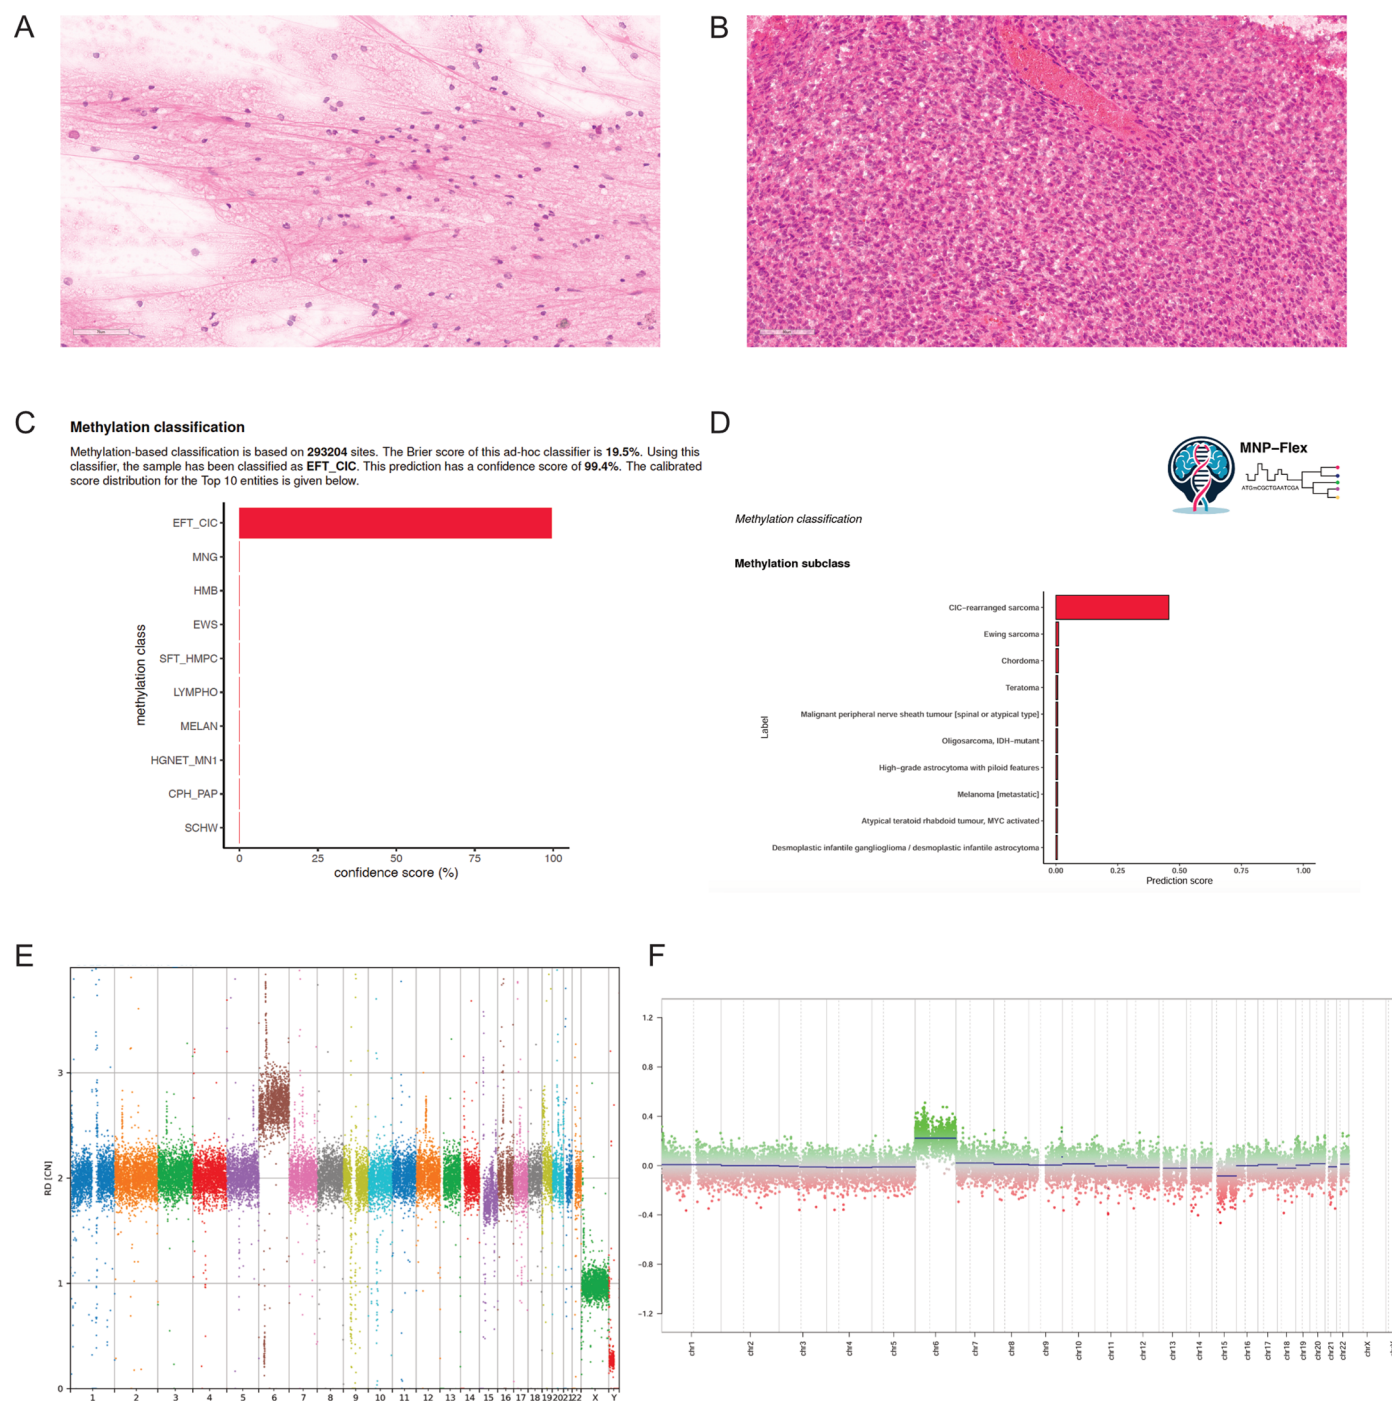 A
B
C
Methylation classification
Methylation-based classification is based on 293204 sites. The Brier score of this ad-hoc classifier is 19.5%. Using this
classifier, the sample has been classified as EFT_CIC. This prediction has a confidence score of 99.4%. The calibrated
score distribution for the Top 10 entities is given below.
methylation class
EFT_CIC
MNG
HMB
EWS
SFT_HMPC
LYMPHO
MELAN
HGNET_MN1
CPH_PAP
SCHW
0 25 50 75 100
confidence score (%)
D
MNP-Flex
ATGmCGCTGAATCGA
Methylation classification
Methylation subclass
Label
CIC-rearranged sarcoma
Ewing sarcoma
Chordoma
Teratoma
Malignant peripheral nerve sheath tumour [spinal or atypical type]
Oligosarcoma, IDH-mutant
High-grade astrocytoma with piloid features
Melanoma [metastatic]
Atypical teratoid rhabdoid tumour, MYC activated
Desmoplastic infantile ganglioglioma / desmoplastic infantile astrocytoma
0.00 0.25 0.50 0.75 1.00
Prediction score
E
RD [CN]
3
2
1
0
1 2 3 4 5 6 7 8 9 10 11 12 13 14 15 16 17 18 19 20 21 22 X Y
F
1.2
0.8
0.4
0.0
-0.4
-0.8
-1.2
chr1 chr2 chr3 chr4 chr5 chr6 chr7 chr8 chr9 chr10 chr11 chr12 chr13 chr14 chr15 chr16 chr17 chr18 chr19 chr20 chr21 chr22 chrX